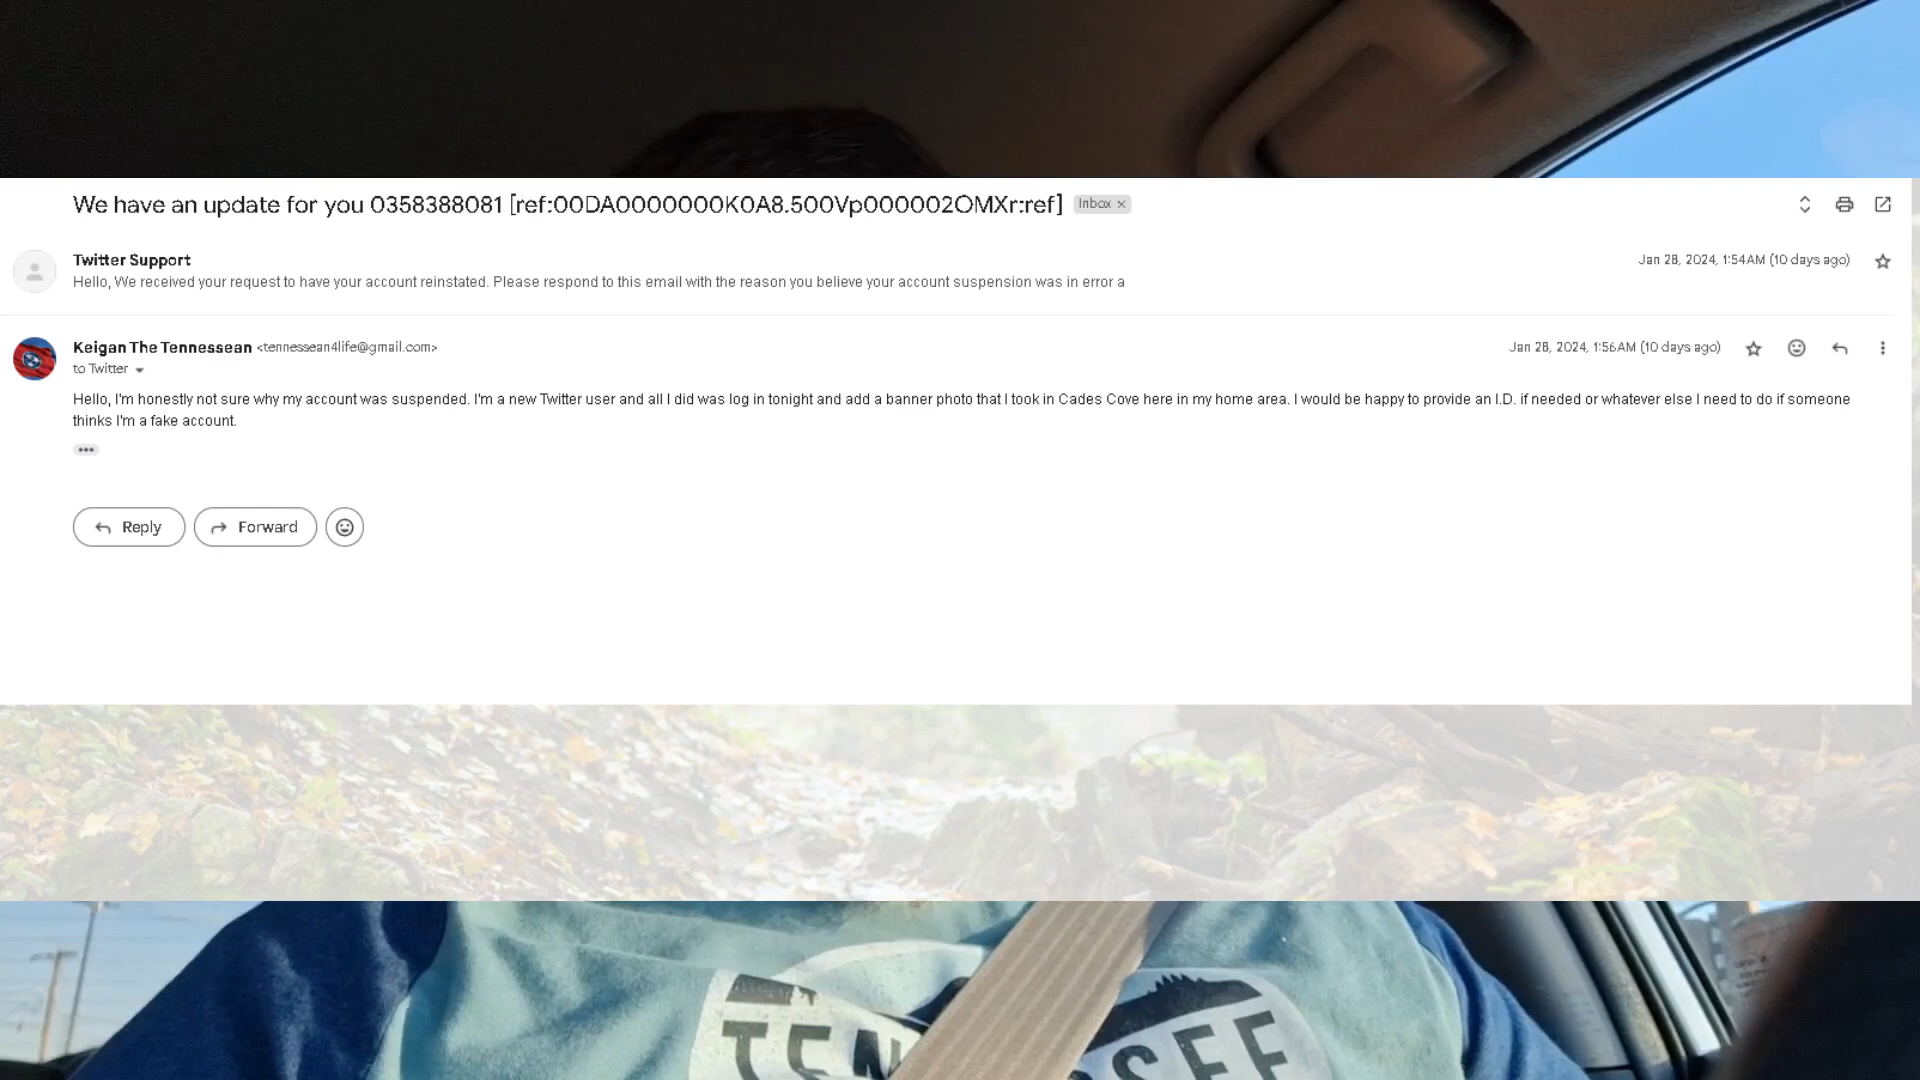 We have an update for you 0358388081 [ref:00DA0000000K0A8.500Vp000002OMXr:ref] Inbox ×
Twitter Support
Jan 28, 2024, 1:54 AM (10 days ago)
Hello, We received your request to have your account reinstated. Please respond to this email with the reason you believe your account suspension was in error a
Keigan The Tennessean <tennessean4life@gmail.com>
Jan 28, 2024, 1:56 AM (10 days ago)
to Twitter
Hello, I'm honestly not sure why my account was suspended. I'm a new Twitter user and all I did was log in tonight and add a banner photo that I took in Cades Cove here in my home area. I would be happy to provide an I.D. if needed or whatever else I need to do if someone
thinks I'm a fake account.
Reply
Forward